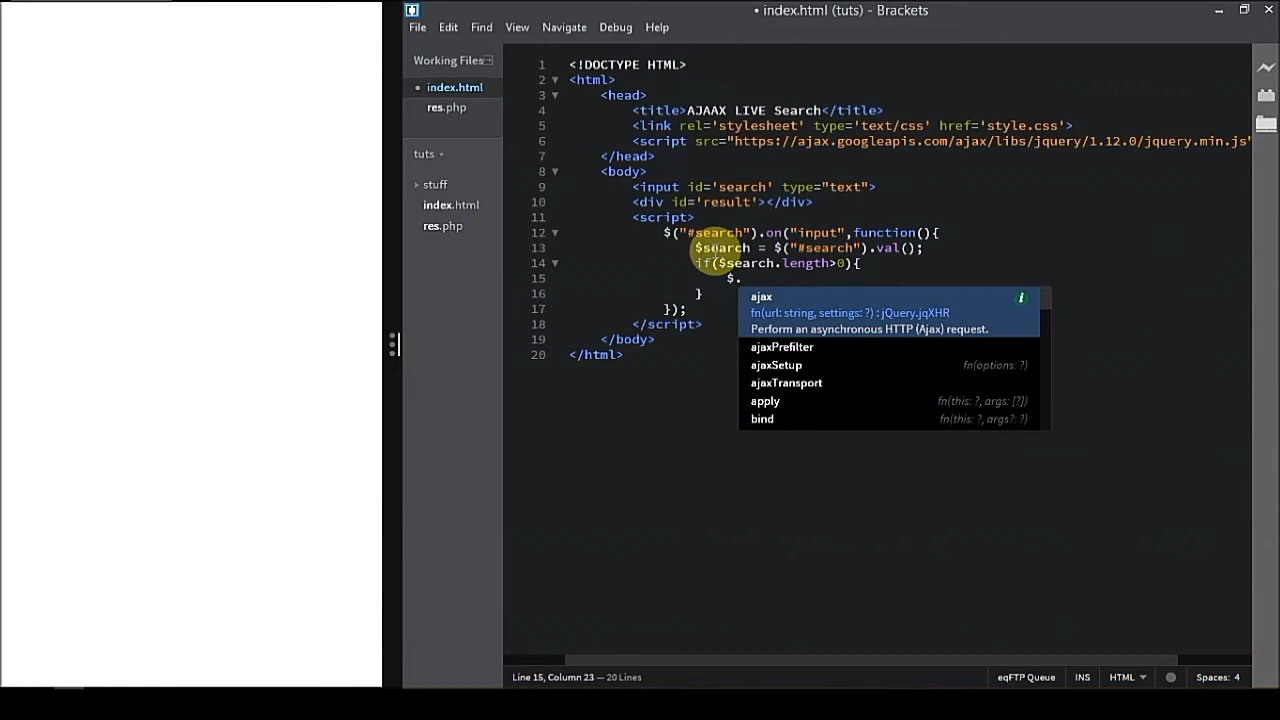 • index.html (tuts) - Brackets
File Edit Find View Navigate Debug Help
Working Files
index.html
res.php
tuts
stuff
index.html
res.php
1 <!DOCTYPE HTML>
2 <html>
3 <head>
4 <title>AJAAX LIVE Search</title>
5 <link rel='stylesheet' type='text/css' href='style.css'>
6 <script src="https://ajax.googleapis.com/ajax/libs/jquery/1.12.0/jquery.min.js"
7 </head>
8 <body>
9 <input id='search' type="text">
10 <div id='result'></div>
11 <script>
12 $("#search").on("input",function(){
13 $search = $("#search").val();
14 if($search.length>0){
15 $.
16 }
17 });
18 </script>
19 </body>
20 </html>
ajax
fn(url: string, settings: ?) : jQuery.jqXHR
Perform an asynchronous HTTP (Ajax) request.
ajaxPrefilter
ajaxSetup fn(options: ?)
ajaxTransport
apply fn(this: ?, args: [?])
bind fn(this: ?, args?: ?)
Line 15, Column 23 — 20 Lines
eqFTP Queue INS HTML Spaces: 4